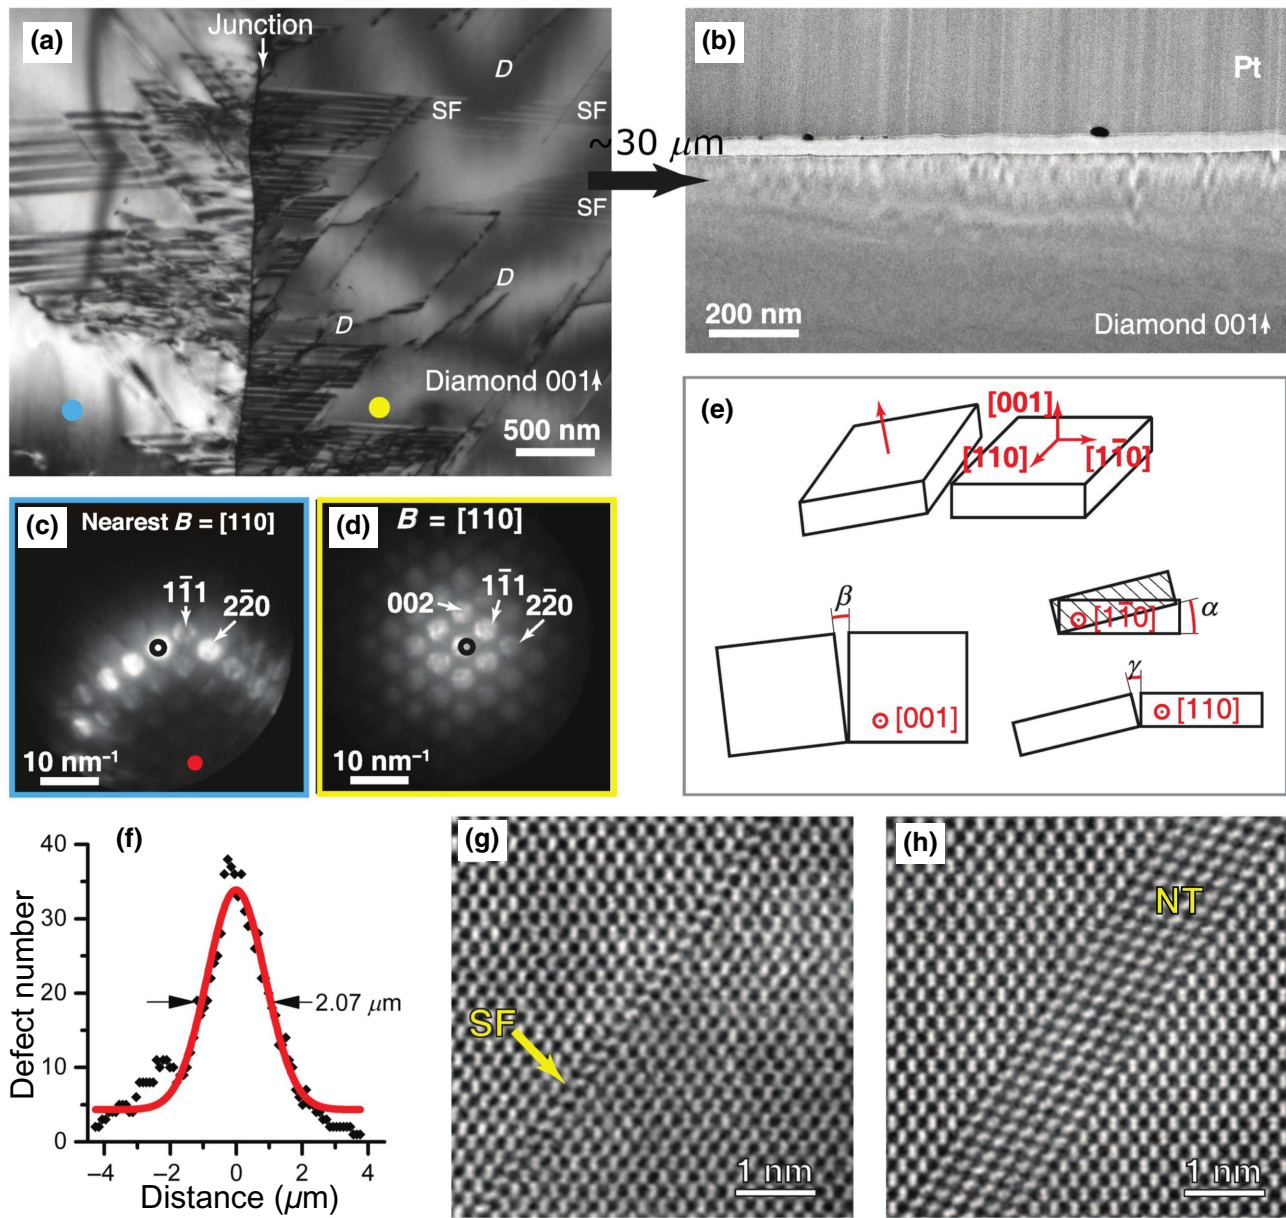 (a)
Junction
D
SF
SF
SF
D
D
Diamond 001
500 nm
~30 μm
(b)
Pt
200 nm
Diamond 001
(c)
Nearest B = [110]
11̅1
22̅0
10 nm⁻¹
(d)
B = [110]
11̅1
002
22̅0
10 nm⁻¹
(e)
[001]
[110]
[11̅0]
β
[001]
[11̅0]
α
γ
[110]
(f)
Defect number
40
30
20
10
0
2.07 μm
−4
−2
0
2
4
Distance (μm)
(g)
SF
1 nm
(h)
NT
1 nm